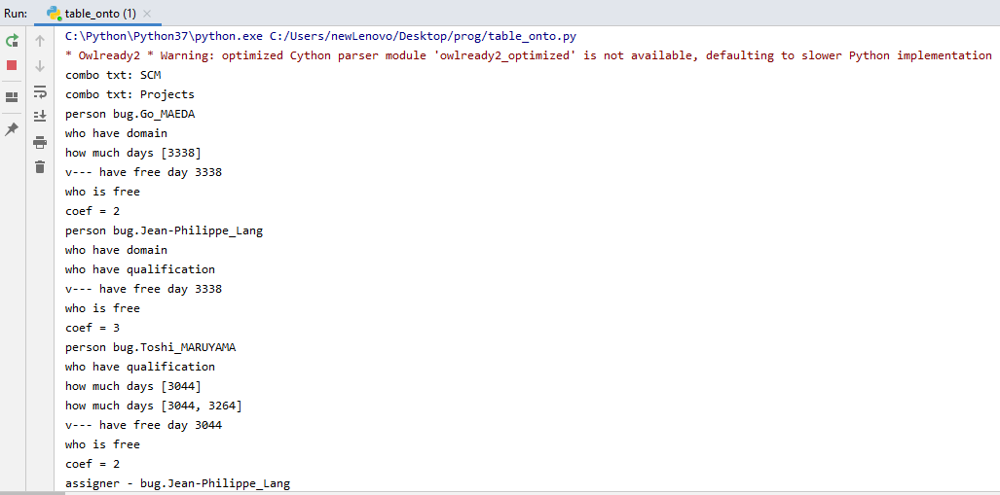 Run: table_onto (1)
C:\Python\Python37\python.exe C:/Users/newLenovo/Desktop/prog/table_onto.py
* Owlready2 * Warning: optimized Cython parser module 'owlready2_optimized' is not available, defaulting to slower Python implementation
combo txt: SCM
combo txt: Projects
person bug.Go_MAEDA
who have domain
how much days [3338]
v--- have free day 3338
who is free
coef = 2
person bug.Jean-Philippe_Lang
who have domain
who have qualification
v--- have free day 3338
who is free
coef = 3
person bug.Toshi_MARUYAMA
who have qualification
how much days [3044]
how much days [3044, 3264]
v--- have free day 3044
who is free
coef = 2
assigner - bug.Jean-Philippe_Lang